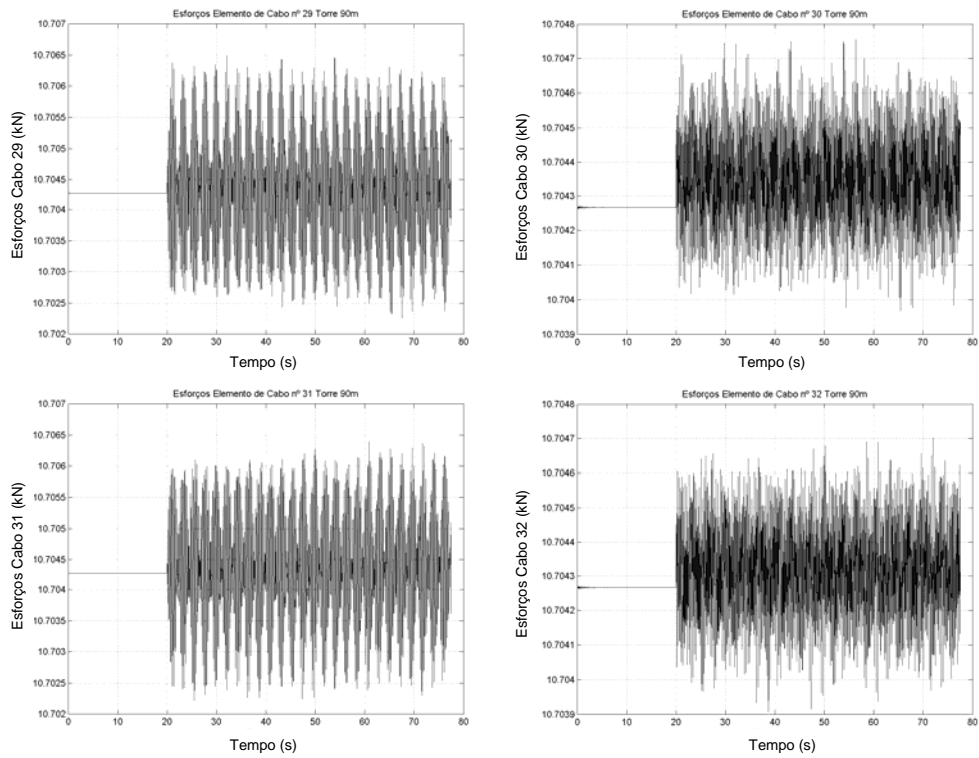 Esforços Elemento de Cabo nº 29 Torre 90m
Esforços Cabo 29 (kN)
10.707
10.7065
10.706
10.7055
10.705
10.7045
10.704
10.7035
10.703
10.7025
10.702
0 10 20 30 40 50 60 70 80
Tempo (s)
Esforços Elemento de Cabo nº 30 Torre 90m
Esforços Cabo 30 (kN)
10.7048
10.7047
10.7046
10.7045
10.7044
10.7043
10.7042
10.7041
10.704
10.7039
0 10 20 30 40 50 60 70 80
Tempo (s)
Esforços Elemento de Cabo nº 31 Torre 90m
Esforços Cabo 31 (kN)
10.707
10.7065
10.706
10.7055
10.705
10.7045
10.704
10.7035
10.703
10.7025
10.702
0 10 20 30 40 50 60 70 80
Tempo (s)
Esforços Elemento de Cabo nº 32 Torre 90m
Esforços Cabo 32 (kN)
10.7048
10.7047
10.7046
10.7045
10.7044
10.7043
10.7042
10.7041
10.704
10.7039
0 10 20 30 40 50 60 70 80
Tempo (s)